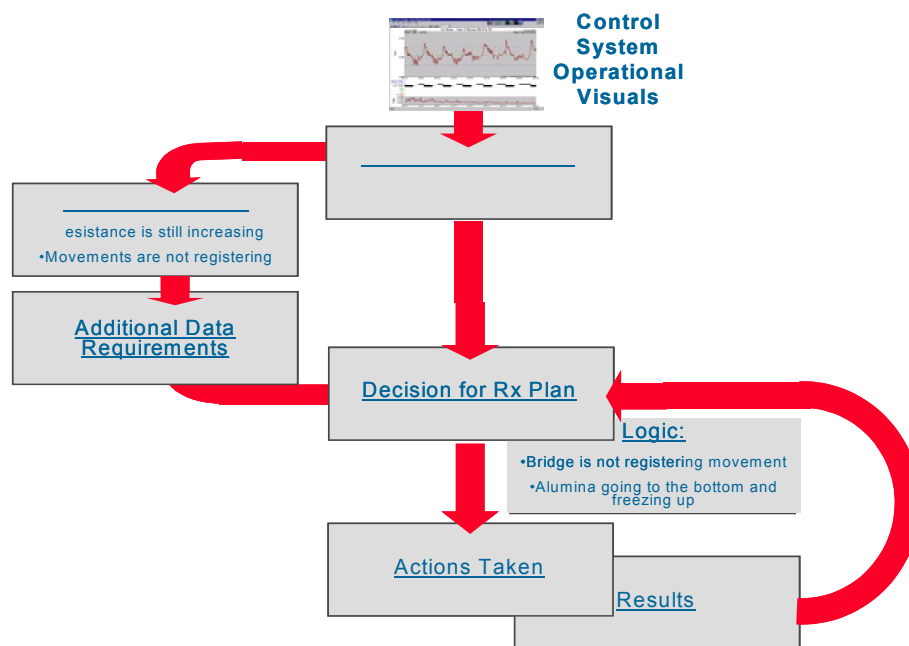 Control
System
Operational
Visuals
esistance is still increasing
•Movements are not registering
Additional Data
Requirements
Decision for Rx Plan
Logic:
•Bridge is not registering movement
•Alumina going to the bottom and
freezing up
Actions Taken
Results